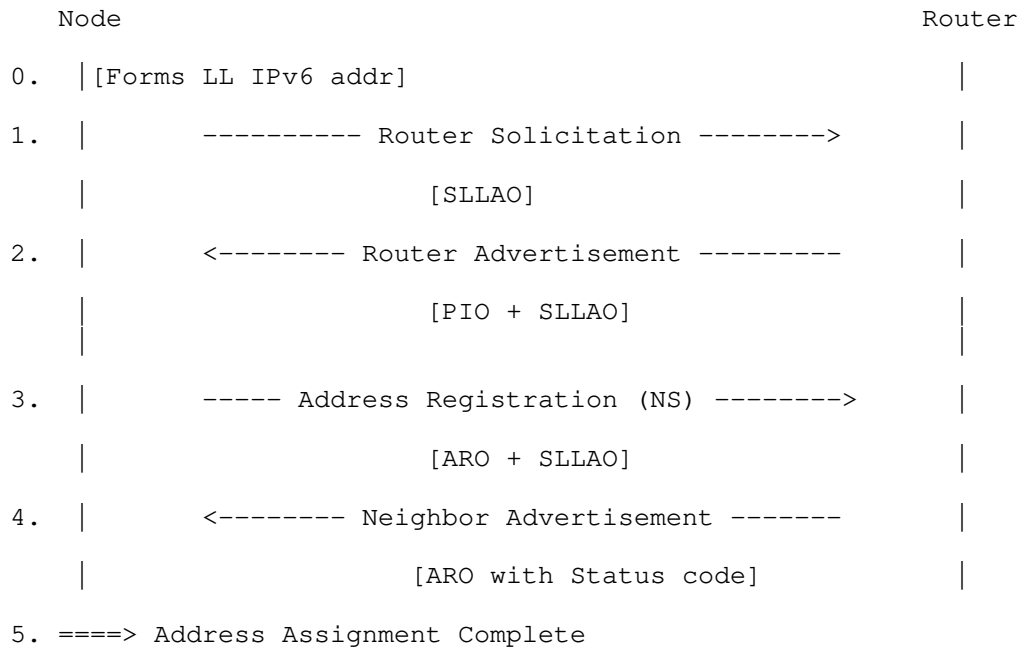 Node Router
0. |[Forms LL IPv6 addr] |
1. | ---------- Router Solicitation --------> |
| [SLLAO] |
2. | <-------- Router Advertisement --------- |
| [PIO + SLLAO] |
| |
3. | ----- Address Registration (NS) --------> |
| [ARO + SLLAO] |
4. | <-------- Neighbor Advertisement ------- |
| [ARO with Status code] |
5. ====> Address Assignment Complete